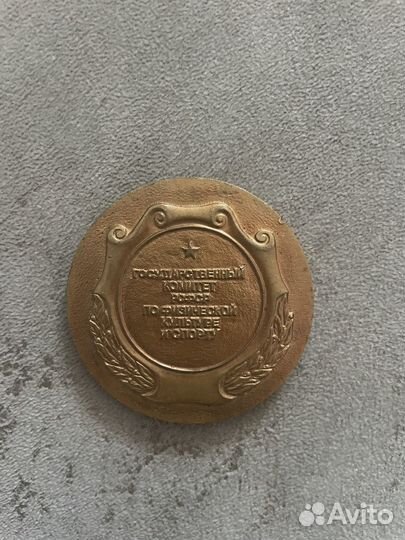 ГОСУДАРСТВЕННЫЙ
КОМИТЕТ
РСФСР
ПО ФИЗИЧЕСКОЙ
КУЛЬТУРЕ
И СПОРТУ
Avito